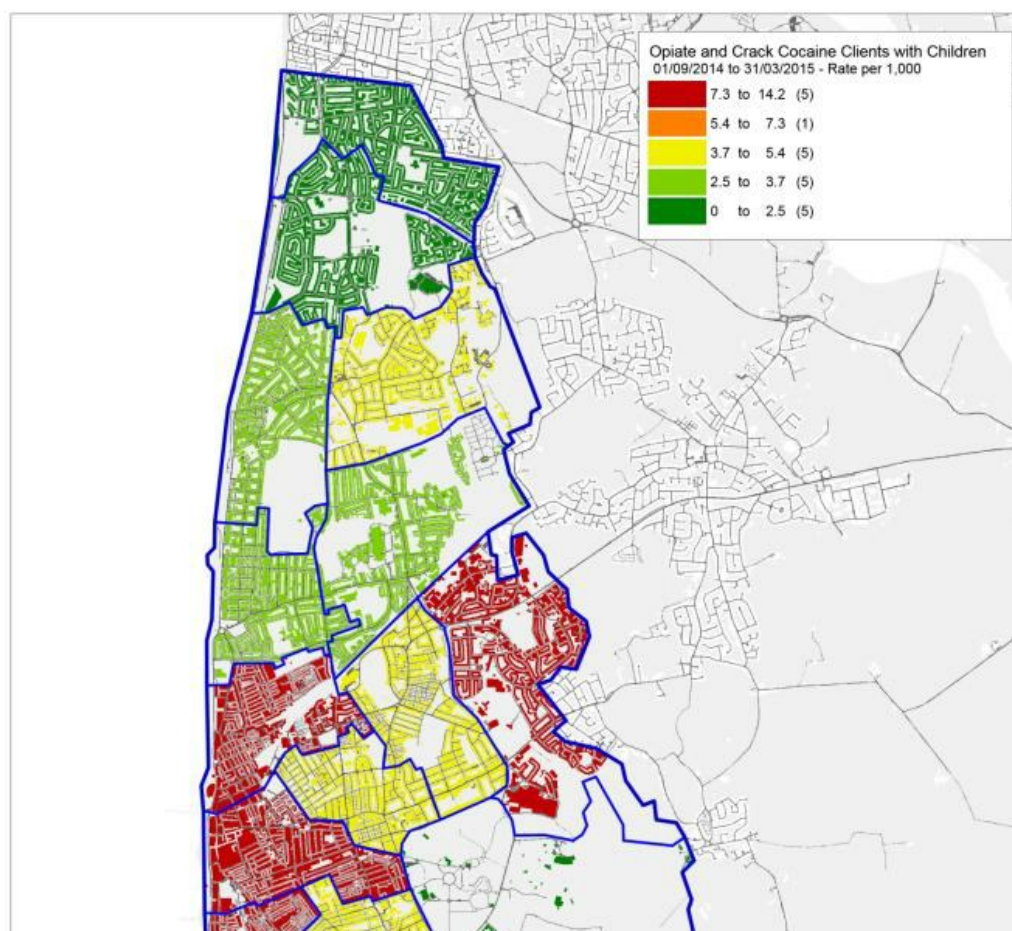 Opiate and Crack Cocaine Clients with Children
01/09/2014 to 31/03/2015 - Rate per 1,000
7.3 to 14.2 (5)
5.4 to 7.3 (1)
3.7 to 5.4 (5)
2.5 to 3.7 (5)
0 to 2.5 (5)